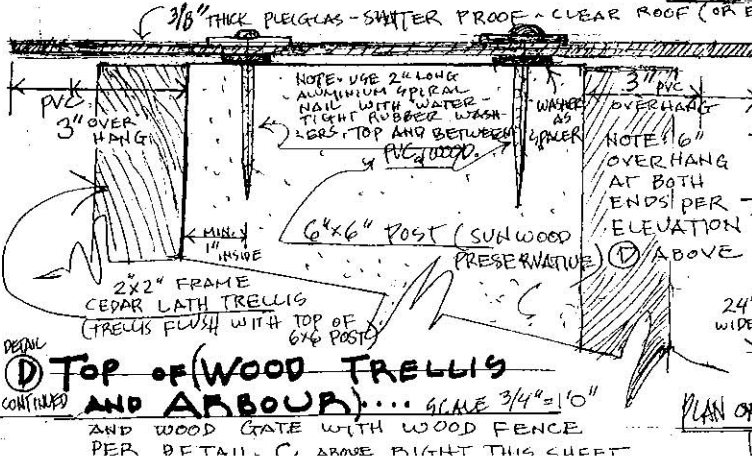 3/8" THICK PLEIGLAS - SHATTER PROOF - CLEAR ROOF (OR E
PVC
3" OVER
HANG
NOTE: USE 2" LONG
ALUMINIUM SPIRAL
NAIL WITH WATER-
TIGHT RUBBER WASH-
ERS, TOP AND BETWEEN
PVC & WOOD.
WASHER
AS
SPACER
3" PVC
OVERHANG
NOTE: 6"
OVERHANG
AT BOTH
ENDS PER
ELEVATION
D ABOVE
MIN.
1"
INSIDE
6"x6" POST (SUNWOOD
PRESERVATIVE)
2"x2" FRAME
CEDAR LATH TRELLIS
(TRELLIS FLUSH WITH TOP OF
6x6 POST)
24"
WIDE
DETAIL
D TOP OF (WOOD TRELLIS
CONTINUED AND ARBOUR).... SCALE 3/4"=1'0"
AND WOOD GATE WITH WOOD FENCE
PER DETAIL C, ABOVE RIGHT THIS SHEET
PLAN OF